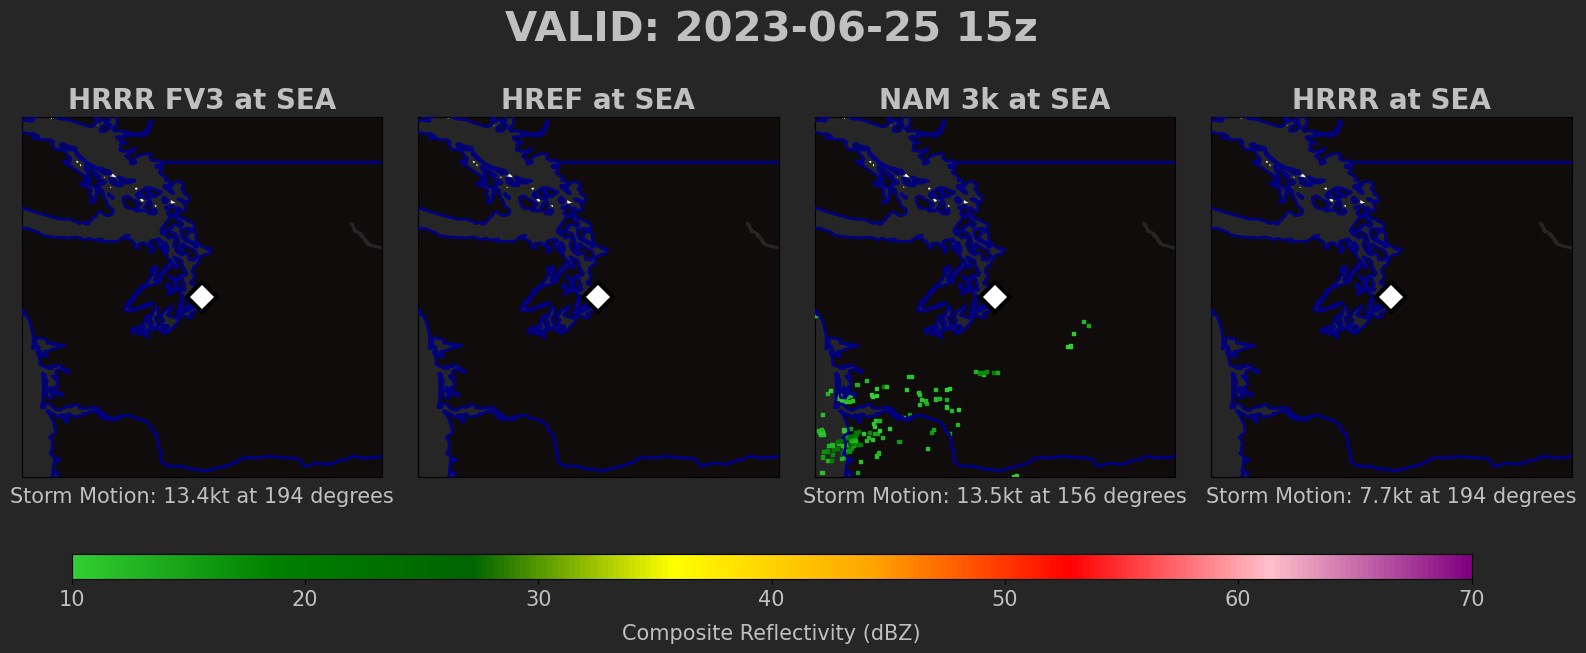 VALID: 2023-06-25 15z
HRRR FV3 at SEA
HREF at SEA
NAM 3k at SEA
HRRR at SEA
Storm Motion: 13.4kt at 194 degrees
Storm Motion: 13.5kt at 156 degrees
Storm Motion: 7.7kt at 194 degrees
10 20 30 40 50 60 70
Composite Reflectivity (dBZ)